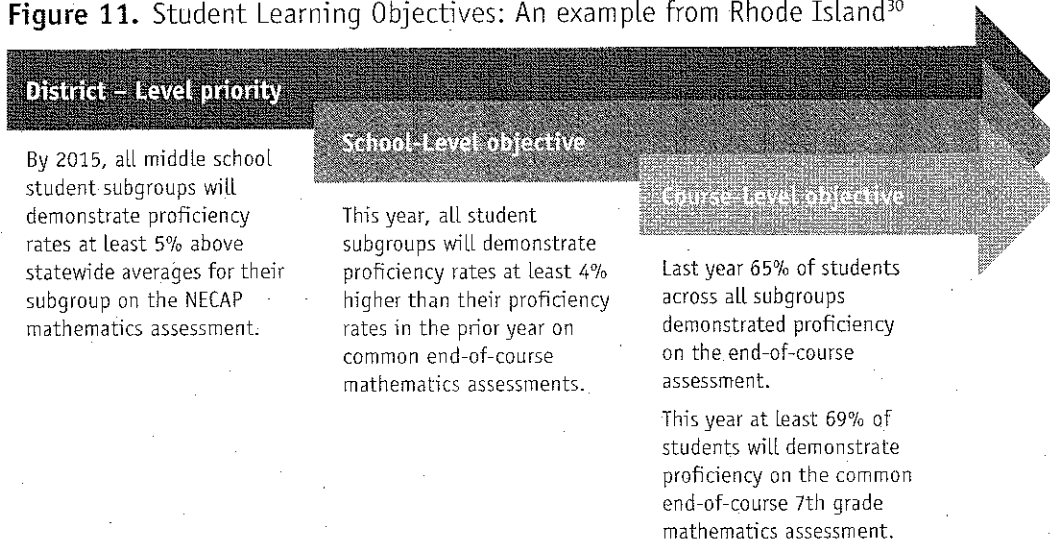 Figure 11. Student Learning Objectives: An example from Rhode Island30
District – Level priority
By 2015, all middle school
student subgroups will
demonstrate proficiency
rates at least 5% above
statewide averages for their
subgroup on the NECAP
mathematics assessment.
School-Level objective
This year, all student
subgroups will demonstrate
proficiency rates at least 4%
higher than their proficiency
rates in the prior year on
common end-of-course
mathematics assessments.
Course-Level objective
Last year 65% of students
across all subgroups
demonstrated proficiency
on the end-of-course
assessment.
This year at least 69% of
students will demonstrate
proficiency on the common
end-of-course 7th grade
mathematics assessment.